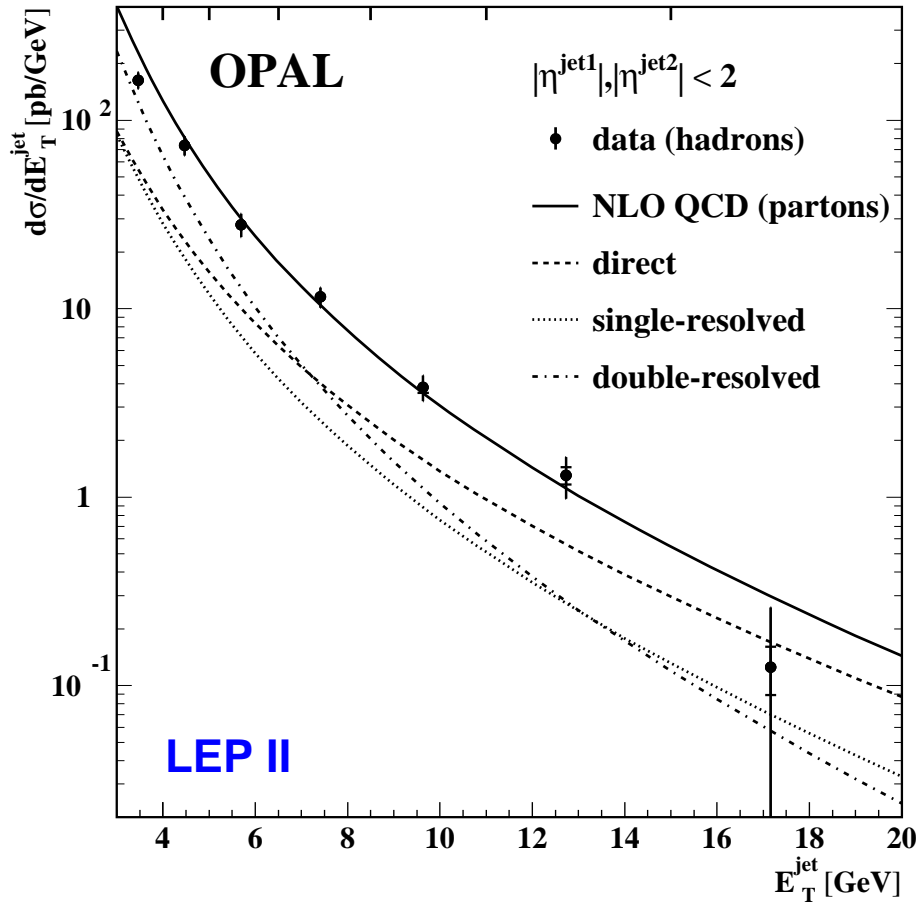 OPAL
|η^jet1|,|η^jet2| < 2
data (hadrons)
NLO QCD (partons)
direct
single-resolved
double-resolved
LEP II
dσ/dE_T^jet [pb/GeV]
10^2
10
1
10^-1
4 6 8 10 12 14 16 18 20
E_T^jet [GeV]